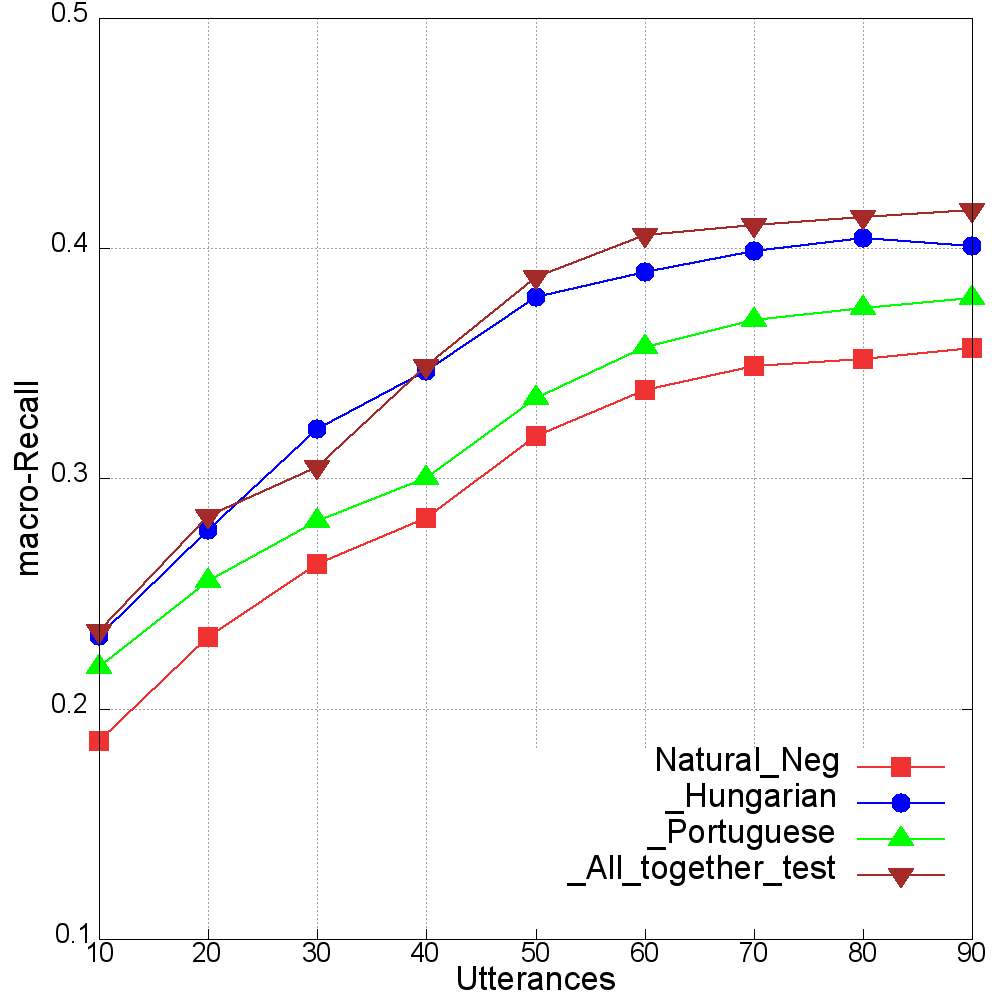 0.5
0.4
0.3
0.2
0.1
macro-Recall
10 20 30 40 50 60 70 80 90
Utterances
Natural_Neg
_Hungarian
_Portuguese
_All_together_test